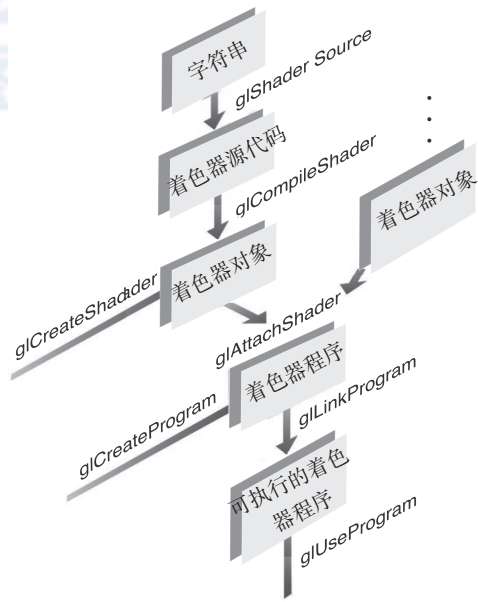 字符串
glShader Source
着色器源代码
glCompileShader
着色器对象
着色器对象
glCreateShader
glAttachShader
着色器程序
glCreateProgram
glLinkProgram
可执行的着色
器程序
glUseProgram